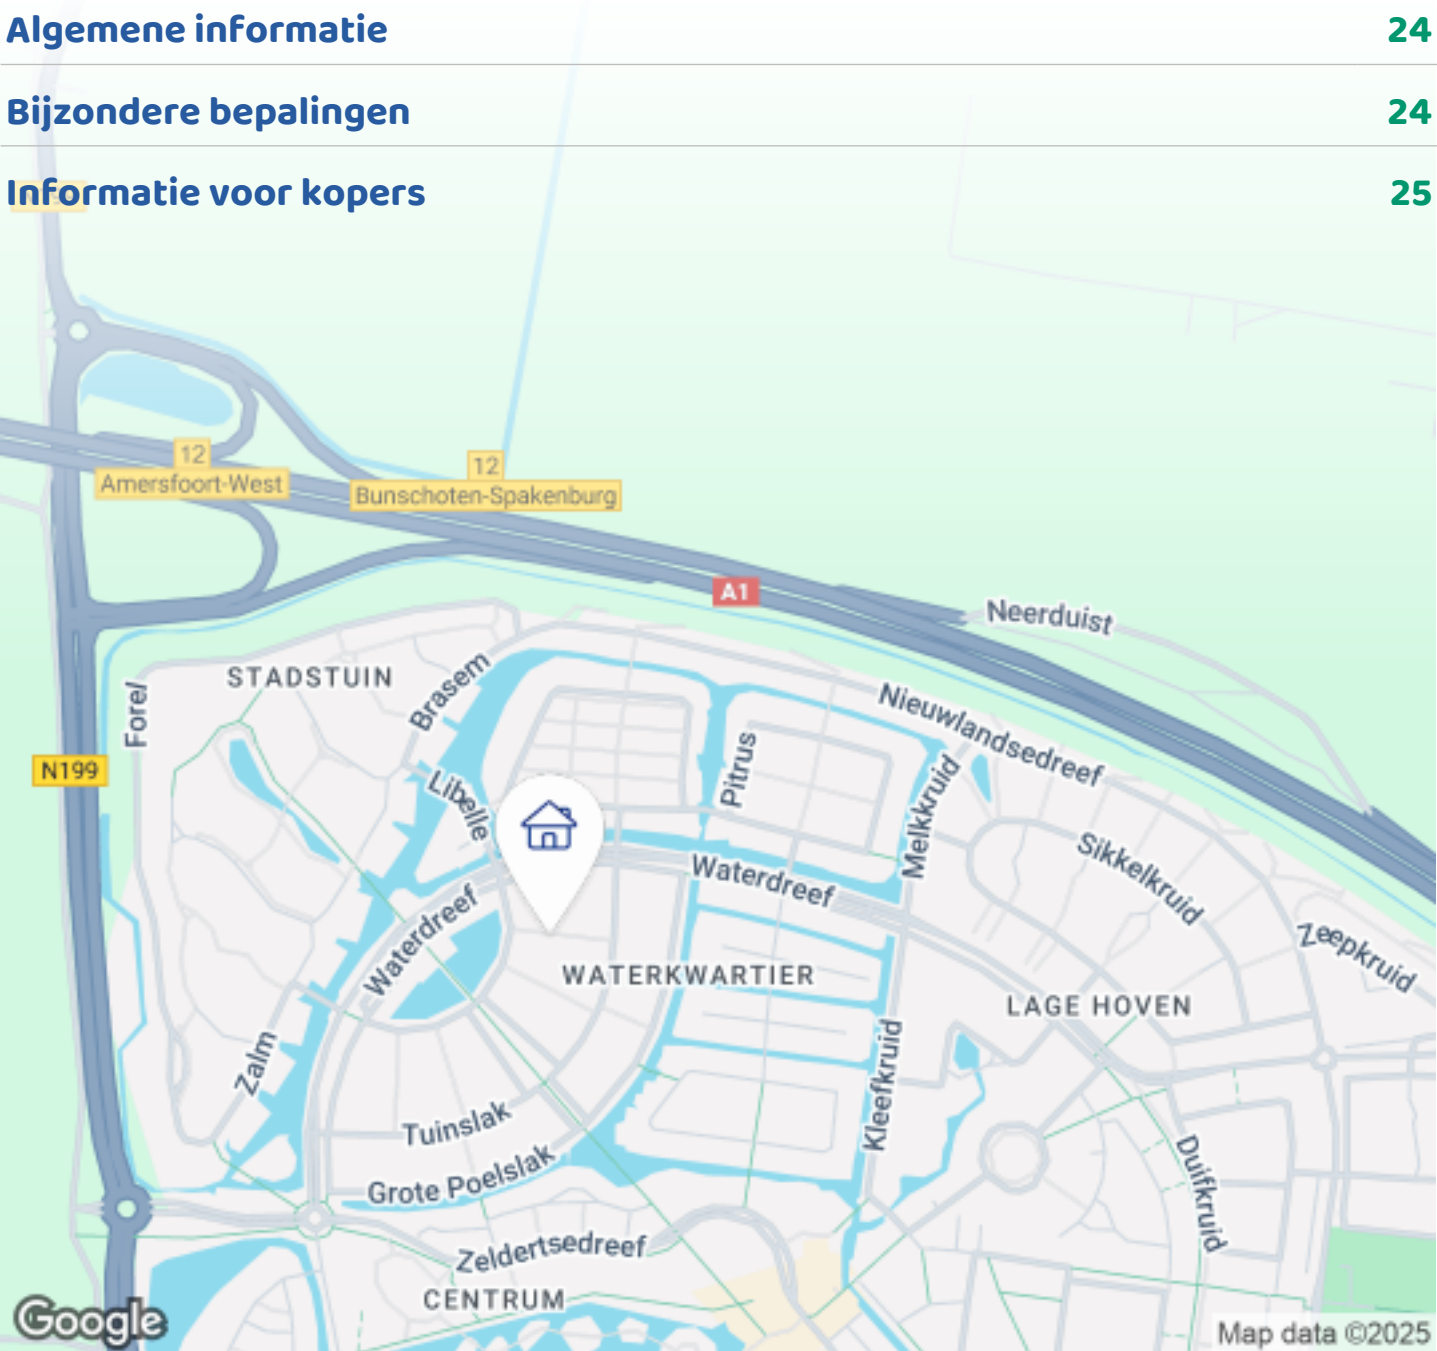 Algemene informatie 24
Bijzondere bepalingen 24
Informatie voor kopers 25
12
Amersfoort-West
12
Bunschoten-Spakenburg
A1
Neerduist
STADSTUIN
Brasem
Forel
Nieuwlandsedreef
N199
Libelle
Pitrus
Melkkruid
Waterdreef
Sikkelkruid
Waterdreef
Zeepkruid
WATERKWARTIER
LAGE HOVEN
Zalm
Kleefkruid
Tuinslak
Grote Poelslak
Duifkruid
Zeldertsedreef
CENTRUM
Google
Map data ©2025